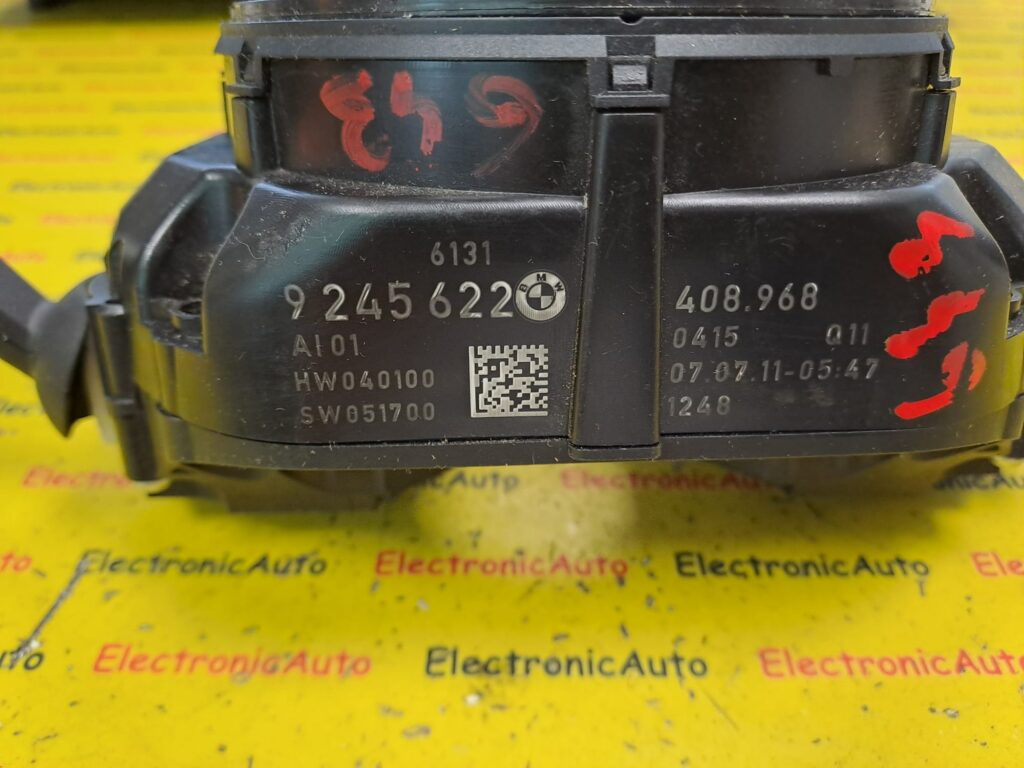 6131
9 245 622
BMW
AI01
HW040100
SW051700
408.968
0415 Q11
07.07.11-05:47
1248
ElectronicAuto
ElectronicAuto ElectronicAuto ElectronicAuto
ElectronicAuto ElectronicAuto ElectronicAuto